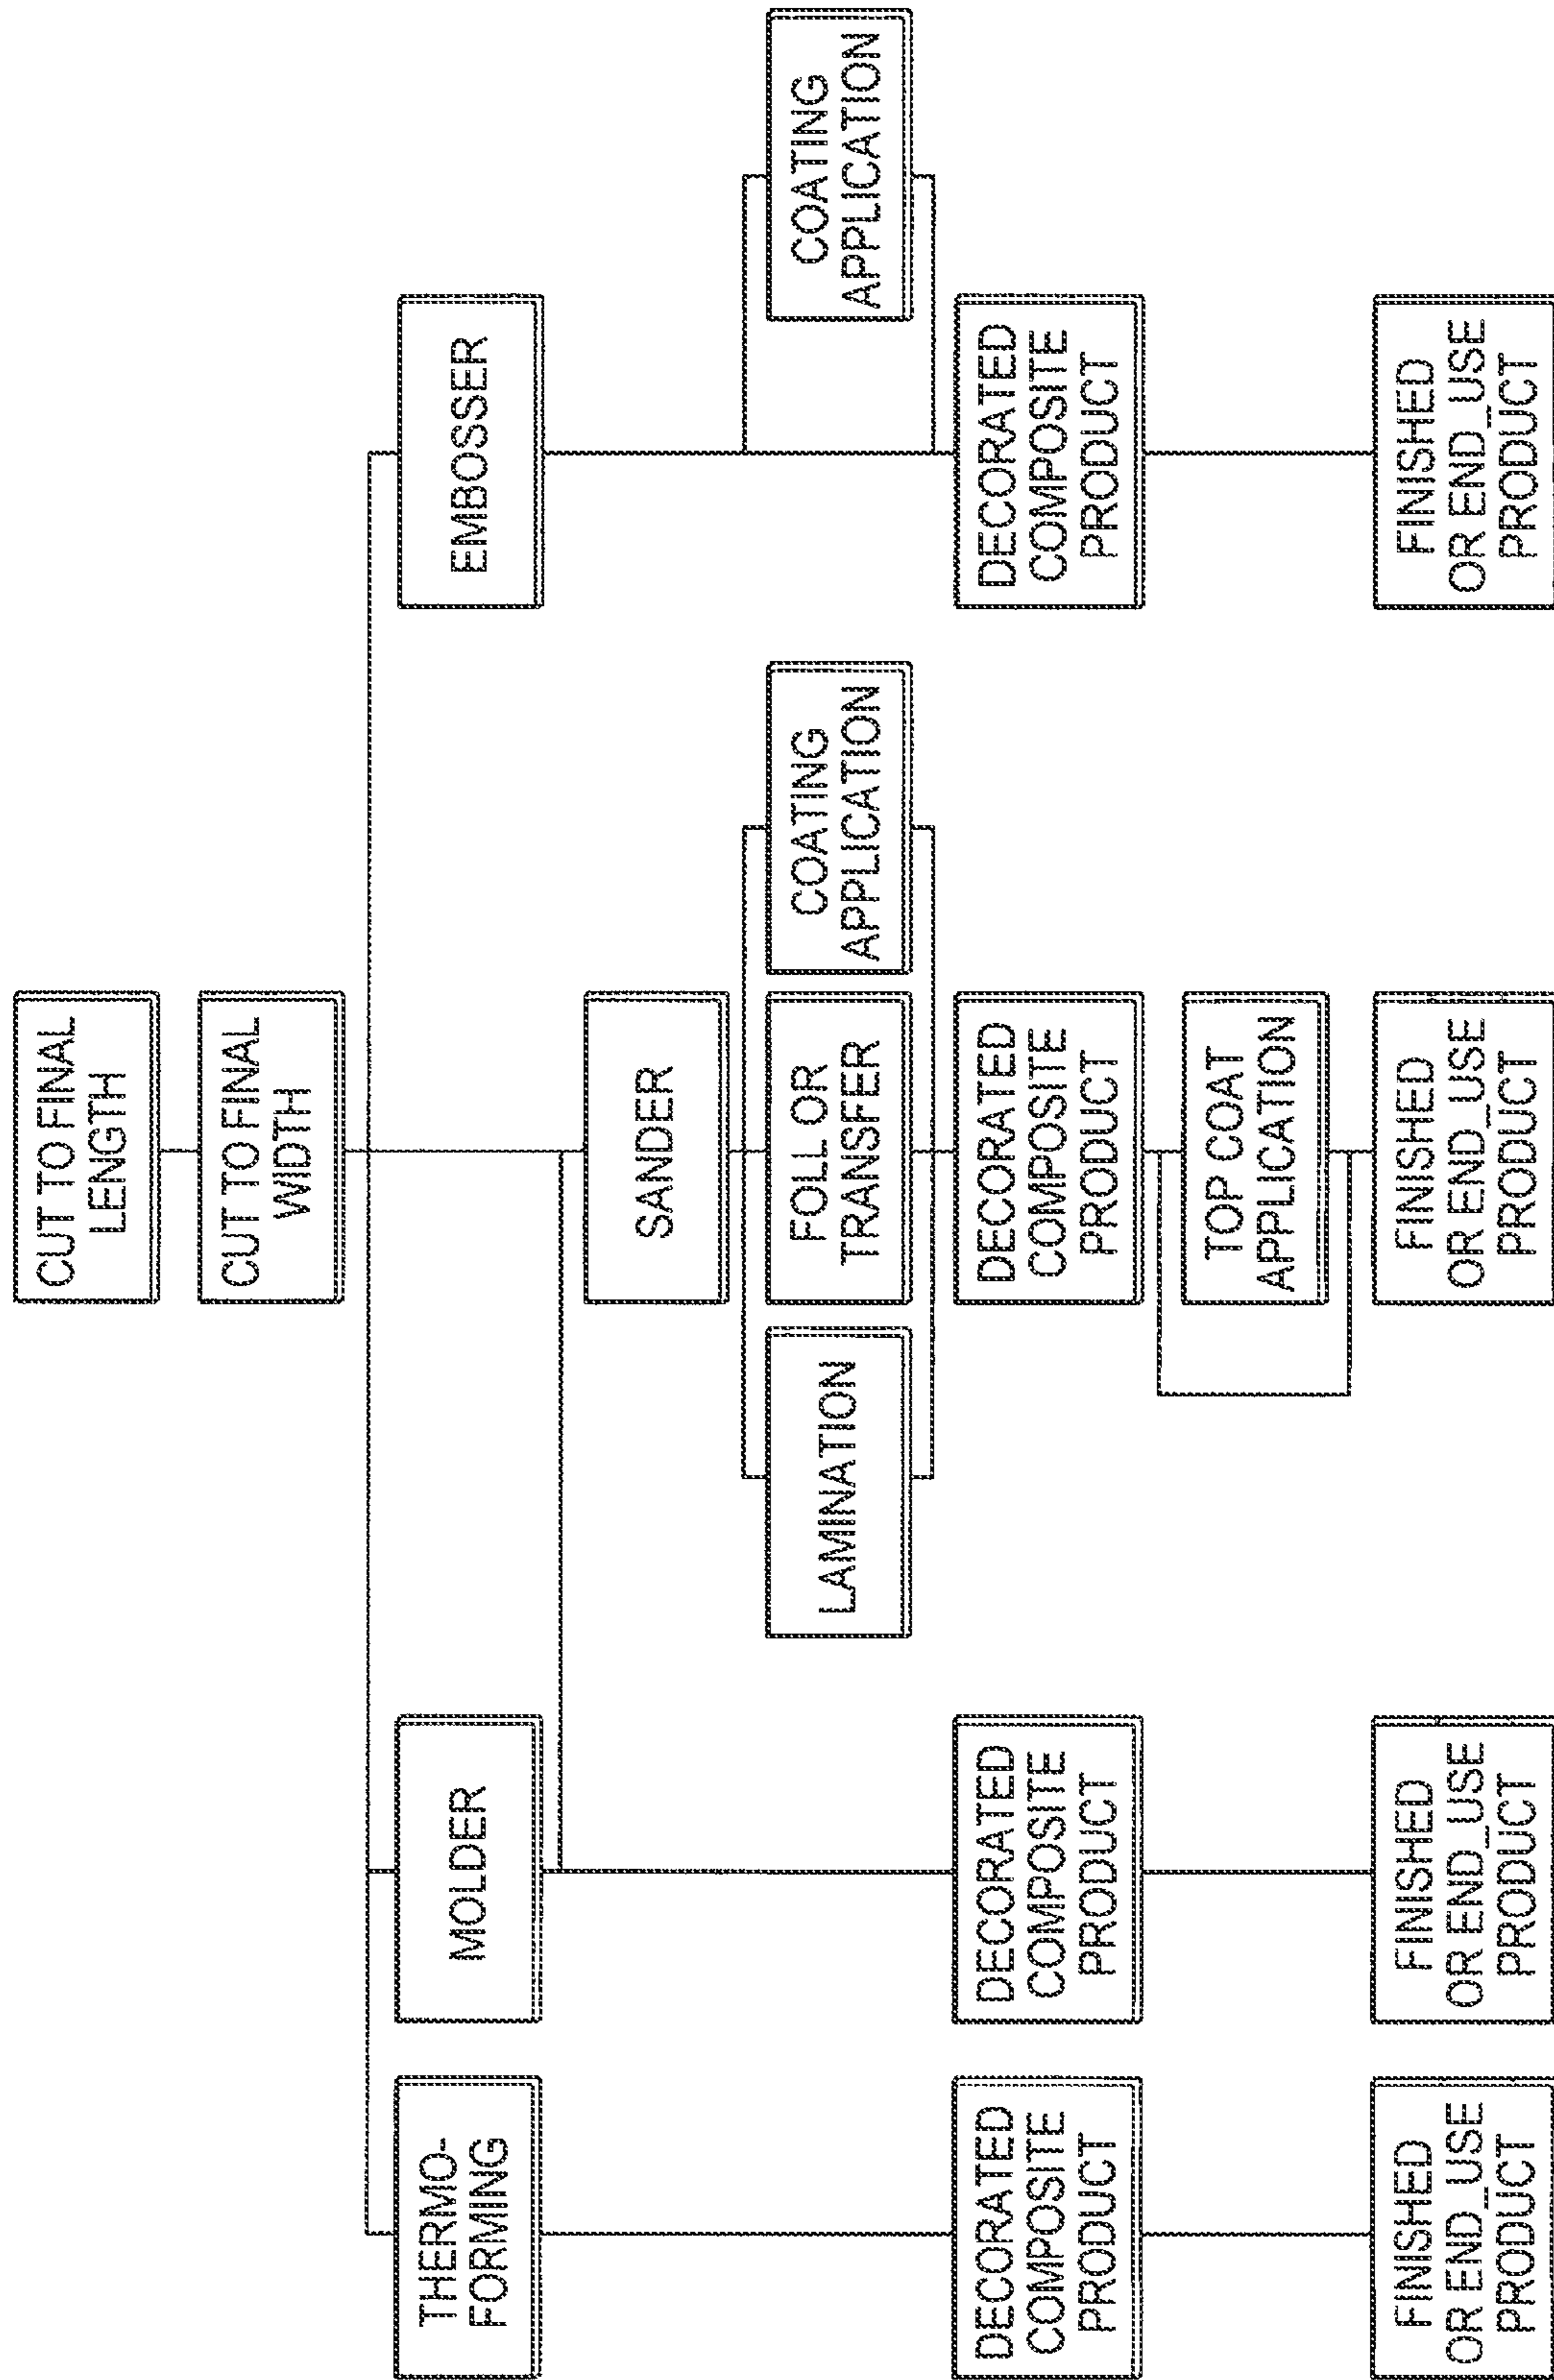 CUT TO FINAL
LENGTH
CUT TO FINAL
WIDTH
THERMO-
FORMING
MOLDER
EMBOSSER
SANDER
LAMINATION
FOLL OR
TRANSFER
COATING
APPLICATION
COATING
APPLICATION
DECORATED
COMPOSITE
PRODUCT
DECORATED
COMPOSITE
PRODUCT
DECORATED
COMPOSITE
PRODUCT
DECORATED
COMPOSITE
PRODUCT
TOP COAT
APPLICATION
FINISHED
OR END_USE
PRODUCT
FINISHED
OR END_USE
PRODUCT
FINISHED
OR END_USE
PRODUCT
FINISHED
OR END_USE
PRODUCT